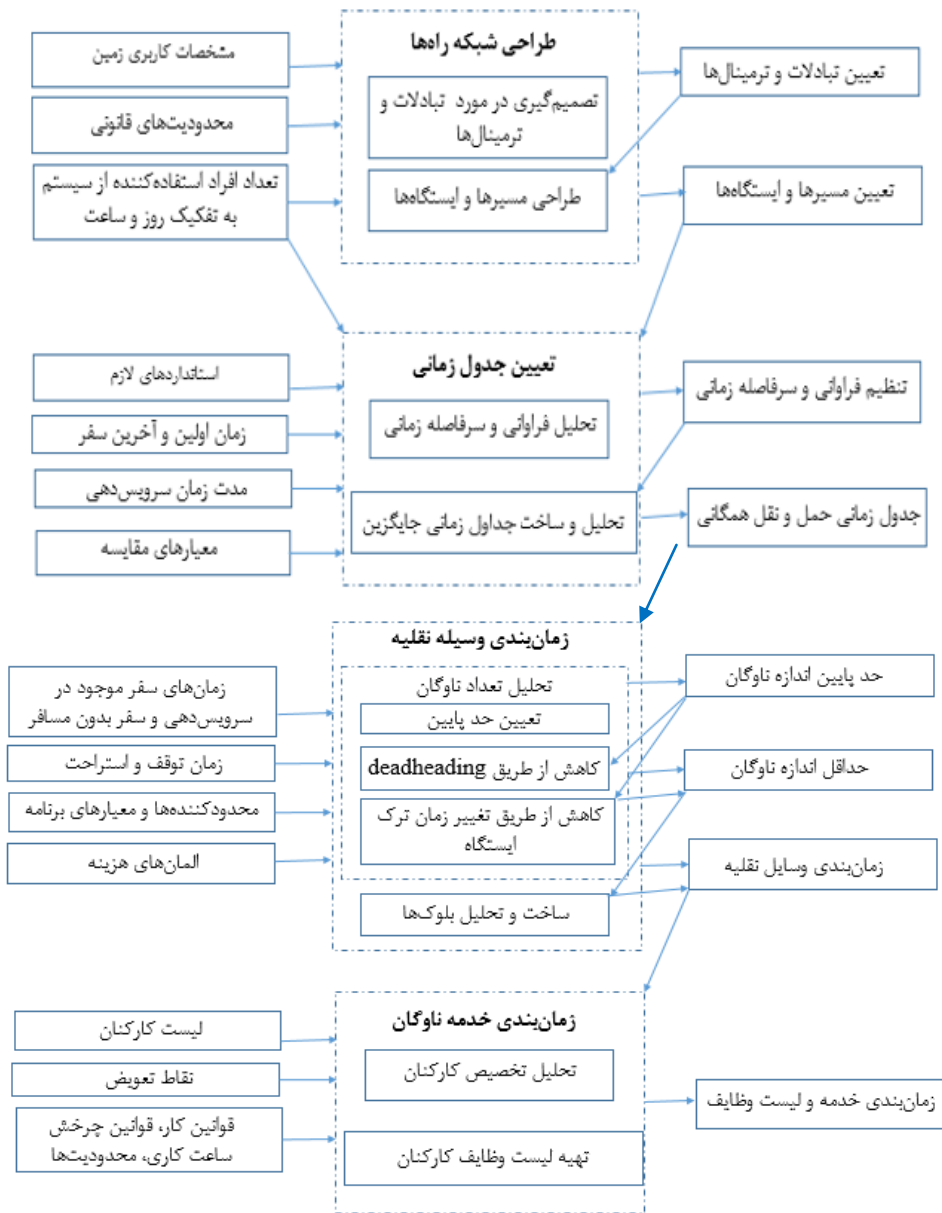 طراحی شبکه راه‌ها
مشخصات کاربری زمین
محدودیت‌های قانونی
تعداد افراد استفاده‌کننده از سیستم
به تفکیک روز و ساعت
تصمیم‌گیری در مورد تبادلات و
ترمینال‌ها
طراحی مسیرها و ایستگاه‌ها
تعیین تبادلات و ترمینال‌ها
تعیین مسیرها و ایستگاه‌ها
تعیین جدول زمانی
استانداردهای لازم
زمان اولین و آخرین سفر
مدت زمان سرویس‌دهی
معیارهای مقایسه
تحلیل فراوانی و سرفاصله زمانی
تحلیل و ساخت جداول زمانی جایگزین
تنظیم فراوانی و سرفاصله زمانی
جدول زمانی حمل و نقل همگانی
زمان‌بندی وسیله نقلیه
زمان‌های سفر موجود در
سرویس‌دهی و سفر بدون مسافر
زمان توقف و استراحت
محدودکننده‌ها و معیارهای برنامه
المان‌های هزینه
تحلیل تعداد ناوگان
تعیین حد پایین
کاهش از طریق deadheading
کاهش از طریق تغییر زمان ترک
ایستگاه
ساخت و تحلیل بلوک‌ها
حد پایین اندازه ناوگان
حداقل اندازه ناوگان
زمان‌بندی وسایل نقلیه
زمان‌بندی خدمه ناوگان
لیست کارکنان
نقاط تعویض
قوانین کار، قوانین چرخش
ساعت کاری، محدودیت‌ها
تحلیل تخصیص کارکنان
تهیه لیست وظایف کارکنان
زمان‌بندی خدمه و لیست وظایف